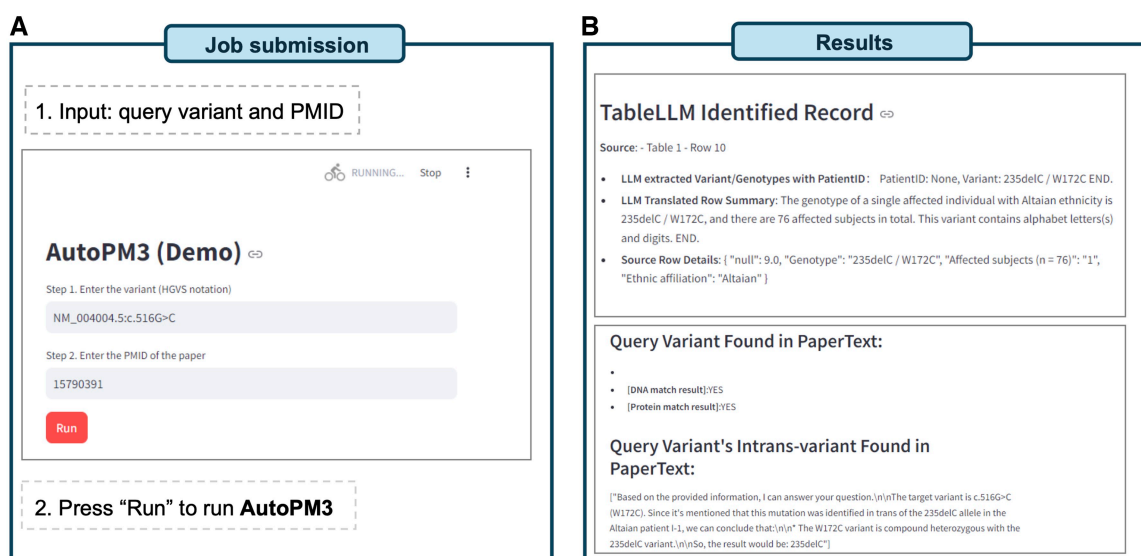 A
Job submission
1. Input: query variant and PMID
RUNNING... Stop
AutoPM3 (Demo)
Step 1. Enter the variant (HGVS notation)
NM_004004.5:c.516G>C
Step 2. Enter the PMID of the paper
15790391
Run
2. Press “Run” to run AutoPM3
B
Results
TableLLM Identified Record
Source: - Table 1 - Row 10
• LLM extracted Variant/Genotypes with PatientID: PatientID: None, Variant: 235delC / W172C END.
• LLM Translated Row Summary: The genotype of a single affected individual with Altaian ethnicity is
235delC / W172C, and there are 76 affected subjects in total. This variant contains alphabet letters(s)
and digits. END.
• Source Row Details: { "null": 9.0, "Genotype": "235delC / W172C", "Affected subjects (n = 76)": "1",
"Ethnic affiliation": "Altaian" }
Query Variant Found in PaperText:
•
• [DNA match result]:YES
• [Protein match result]:YES
Query Variant's Intrans-variant Found in
PaperText:
["Based on the provided information, I can answer your question.\n\nThe target variant is c.516G>C
(W172C). Since it's mentioned that this mutation was identified in trans of the 235delC allele in the
Altaian patient I-1, we can conclude that:\n\n* The W172C variant is compound heterozygous with the
235delC variant.\n\nSo, the result would be: 235delC"]